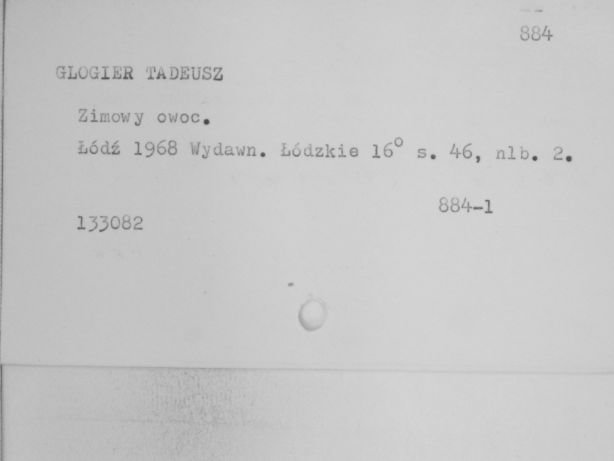 884
GLOGIER TADEUSZ
Zimowy owoc.
Łódź 1968 Wydawn. Łódzkie 16° s. 46, nlb. 2.
884-1
133082